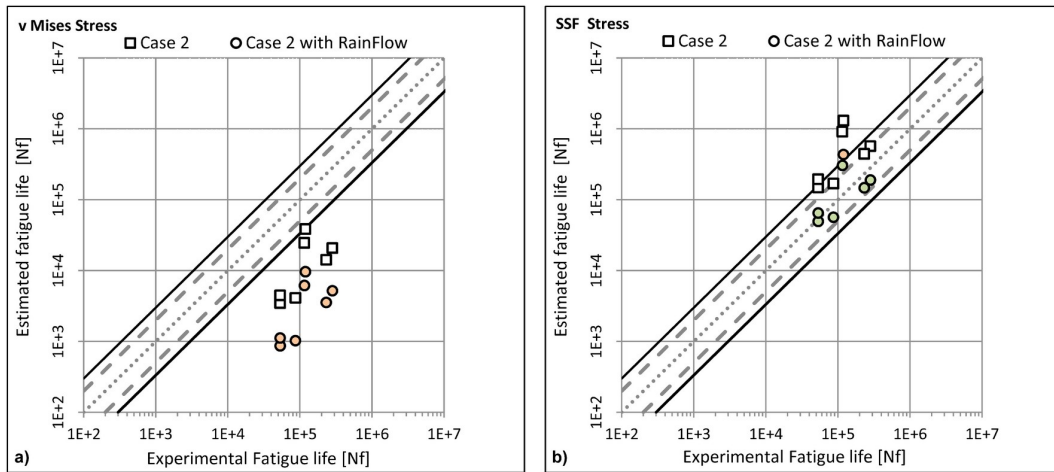 v Mises Stress
Case 2 Case 2 with RainFlow
1E+7
1E+6
1E+5
1E+4
1E+3
1E+2
Estimated fatigue life [Nf]
1E+2 1E+3 1E+4 1E+5 1E+6 1E+7
a) Experimental Fatigue life [Nf]
SSF Stress
Case 2 Case 2 with RainFlow
1E+7
1E+6
1E+5
1E+4
1E+3
1E+2
Estimated fatigue life [Nf]
1E+2 1E+3 1E+4 1E+5 1E+6 1E+7
b) Experimental Fatigue life [Nf]